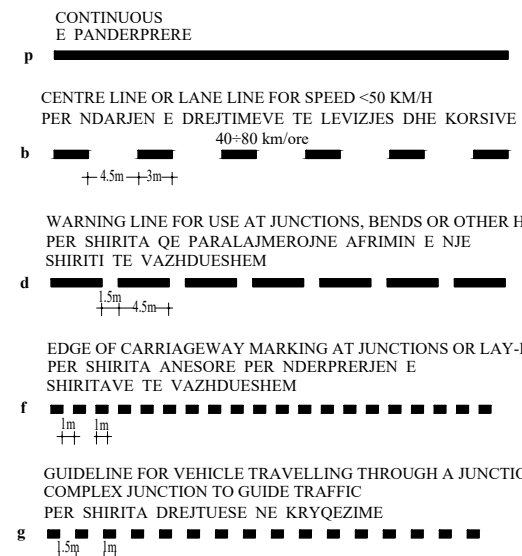 CONTINUOUS
E PANDERPRERE
p
CENTRE LINE OR LANE LINE FOR SPEED <50 KM/H
PER NDARJEN E DREJTIMEVE TE LEVIZJES DHE KORSIVE
40÷80 km/ore
b
4.5m 3m
WARNING LINE FOR USE AT JUNCTIONS, BENDS OR OTHER H
PER SHIRITA QE PARALAJMEROJNE AFRIMIN E NJE
SHIRITI TE VAZHDUESHEM
d
1.5m 4.5m
EDGE OF CARRIAGEWAY MARKING AT JUNCTIONS OR LAY-
PER SHIRITA ANESORE PER NDERPRERJEN E
SHIRITAVE TE VAZHDUESHEM
f
1m 1m
GUIDELINE FOR VEHICLE TRAVELLING THROUGH A JUNCTIO
COMPLEX JUNCTION TO GUIDE TRAFFIC
PER SHIRITA DREJTUESE NE KRYQEZIME
g
1.5m 1m